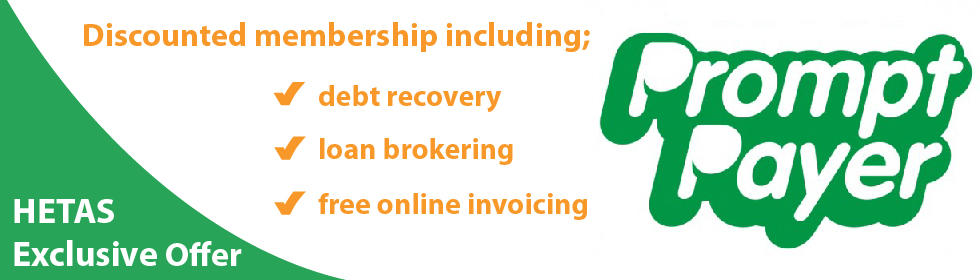 Discounted membership including;
debt recovery
loan brokering
free online invoicing
HETAS
Exclusive Offer
Prompt
Payer